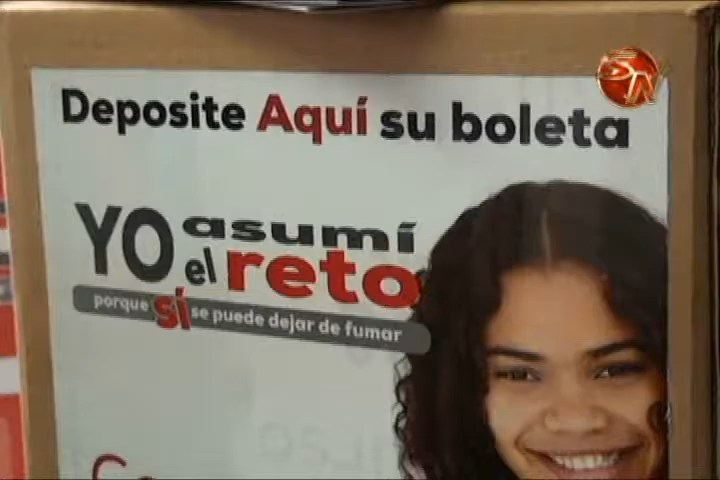 Deposite Aquí su boleta
YO asumí
el reto
porque SÍ se puede dejar de fumar